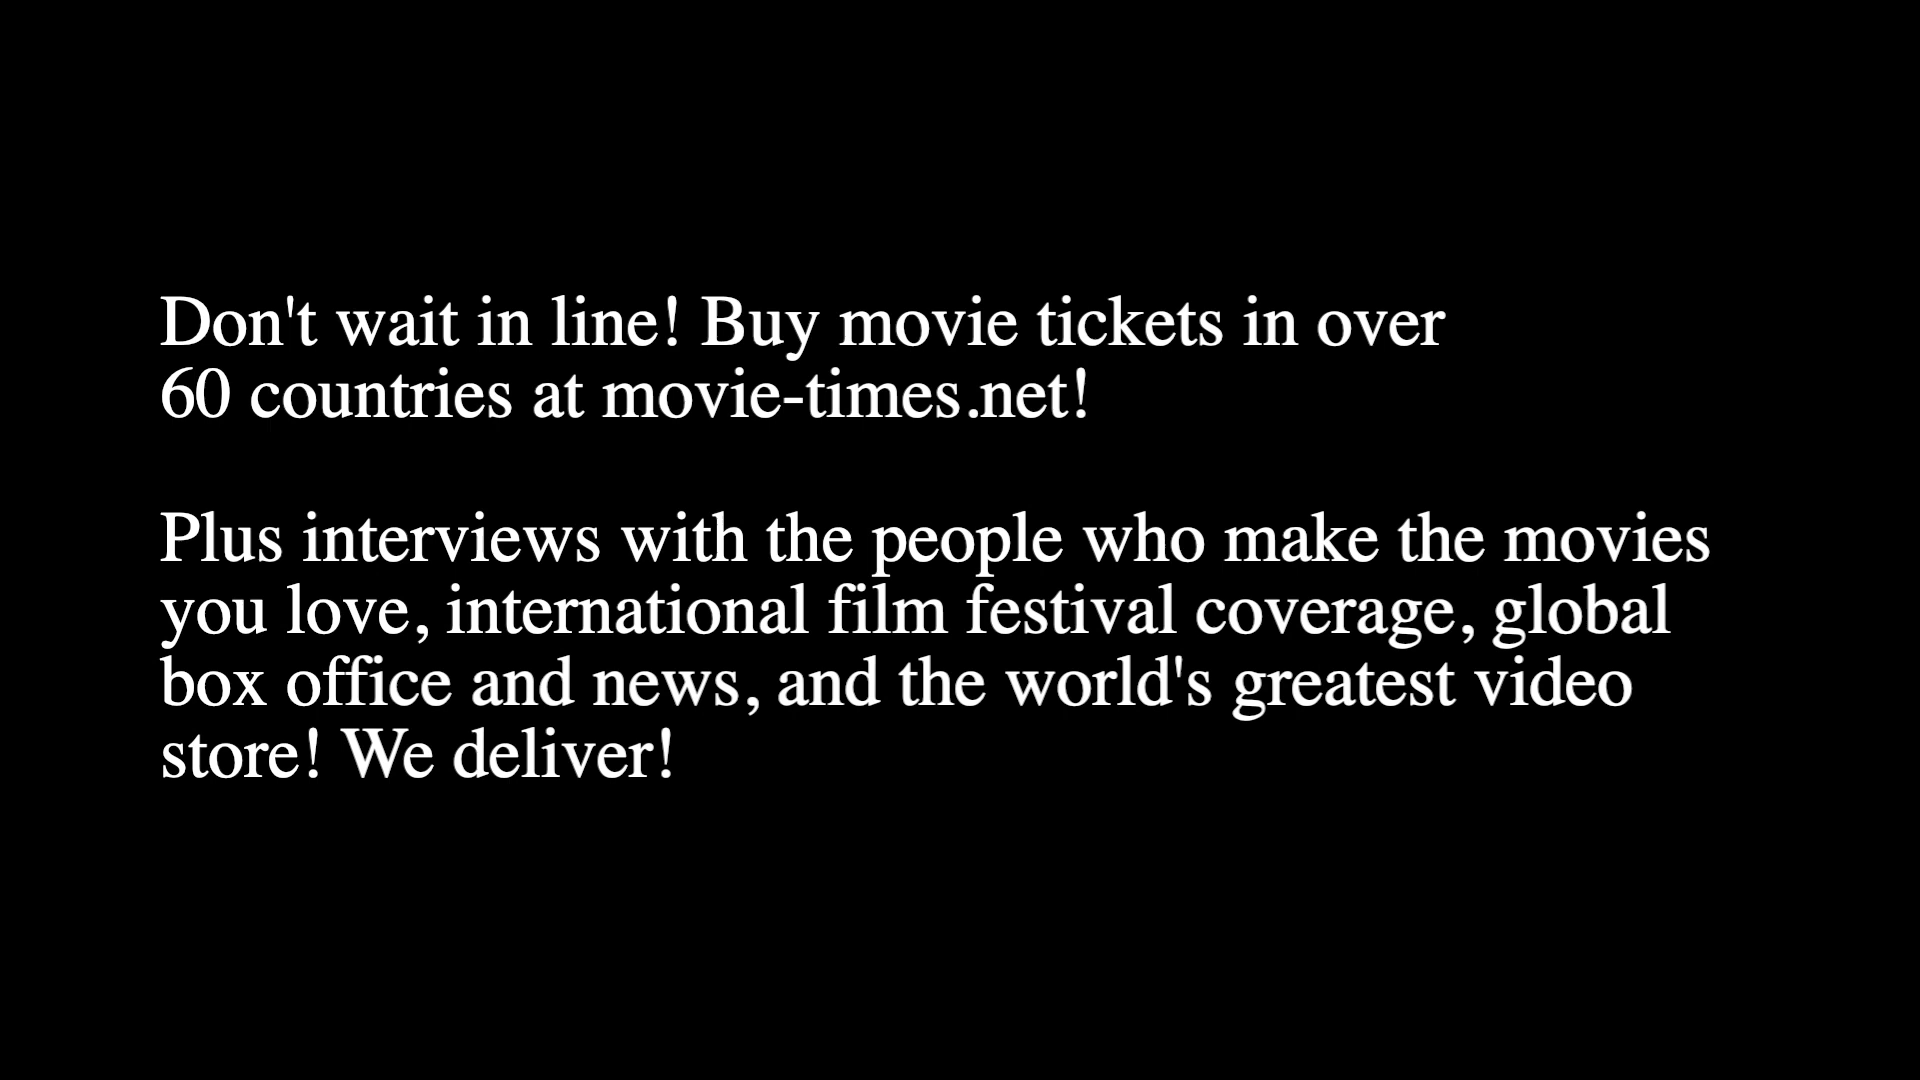 Don't wait in line! Buy movie tickets in over
60 countries at movie-times.net!
Plus interviews with the people who make the movies
you love, international film festival coverage, global
box office and news, and the world's greatest video
store! We deliver!